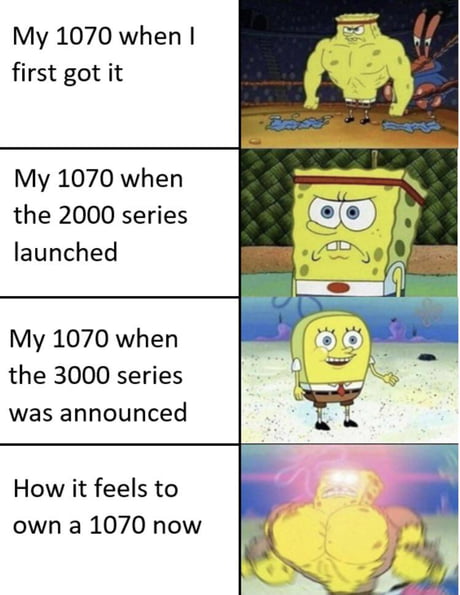 My 1070 when I
first got it
My 1070 when
the 2000 series
launched
My 1070 when
the 3000 series
was announced
How it feels to
own a 1070 now